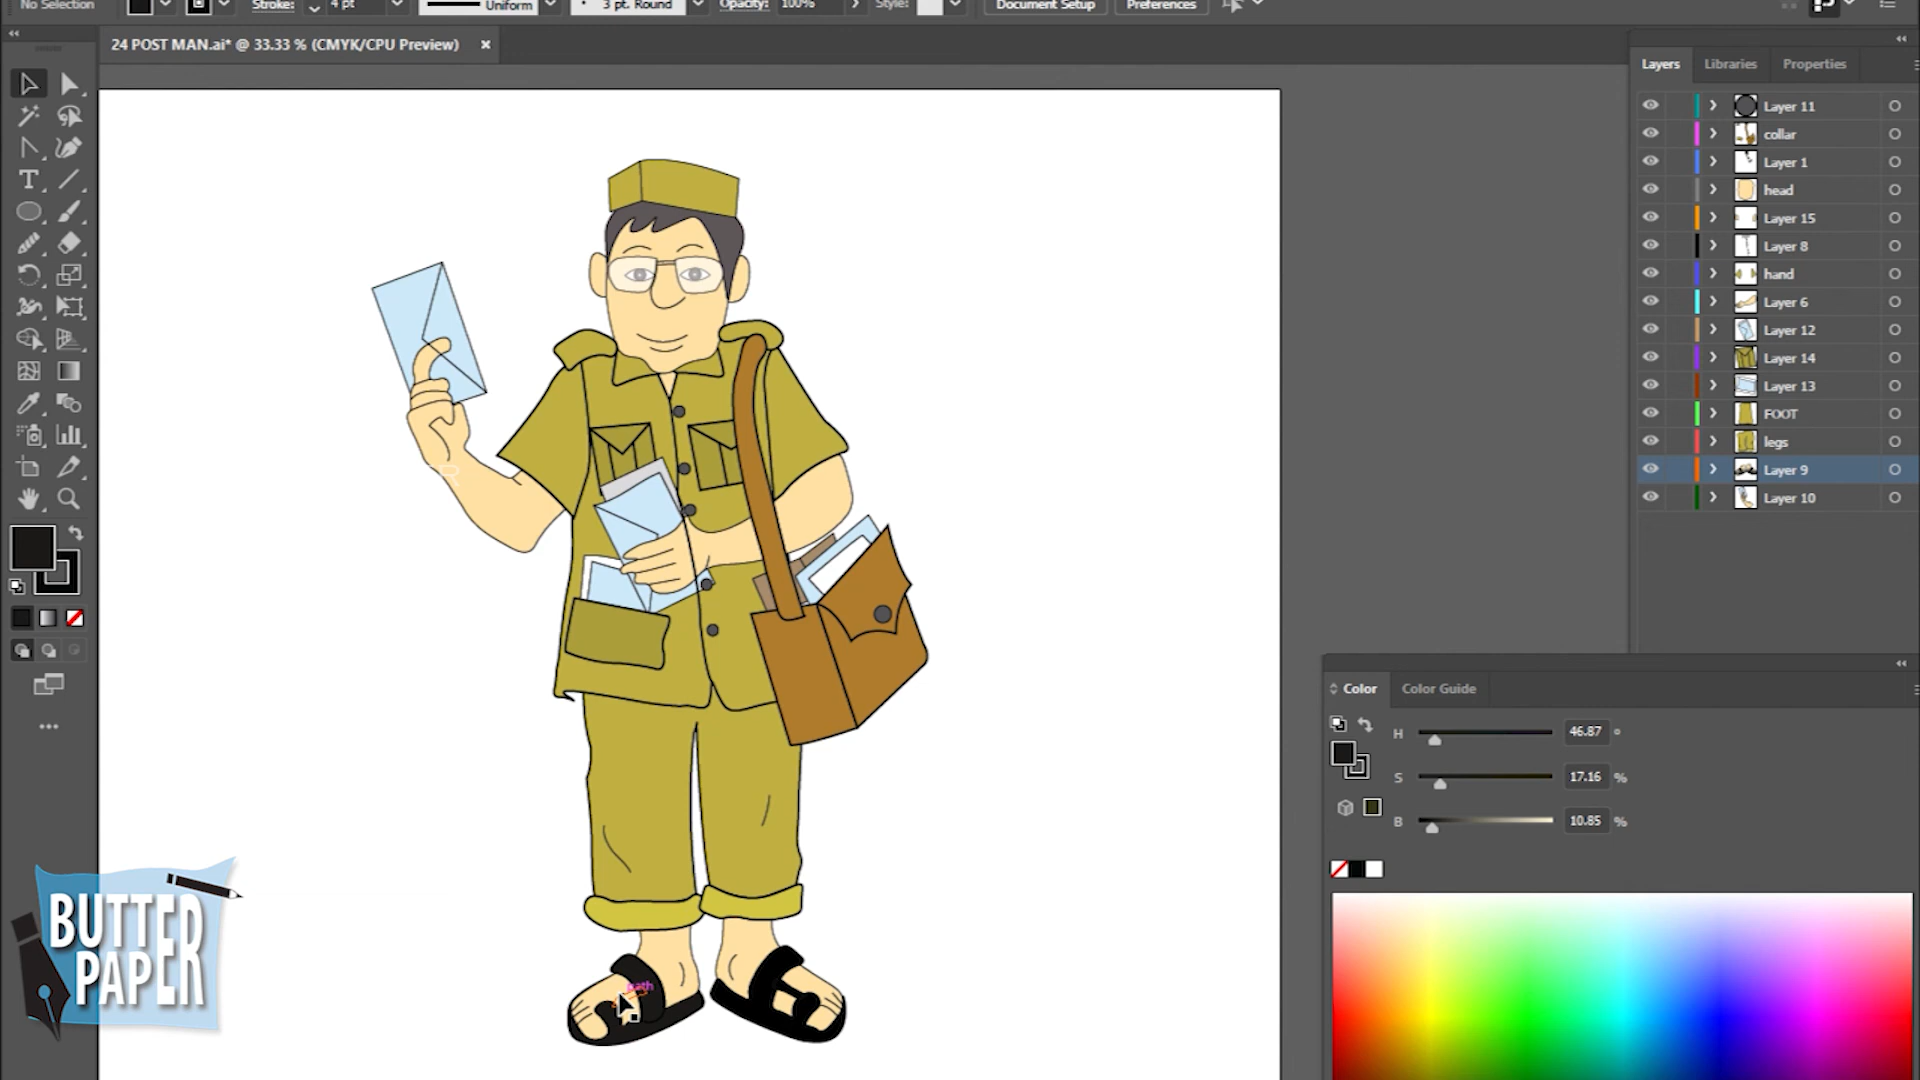 No Selection
Stroke:
4 pt
Uniform
3 pt. Round
Opacity:
100%
Style:
Document Setup
Preferences
24 POST MAN.ai* @ 33.33 % (CMYK/CPU Preview)
×
Layers
Libraries
Properties
Layer 11
collar
Layer 1
head
Layer 15
Layer 8
hand
Layer 6
Layer 12
Layer 14
Layer 13
FOOT
legs
Layer 9
Layer 10
Color
Color Guide
H
46.87
°
S
17.16
%
B
10.85
%
path
BUTTER
PAPER